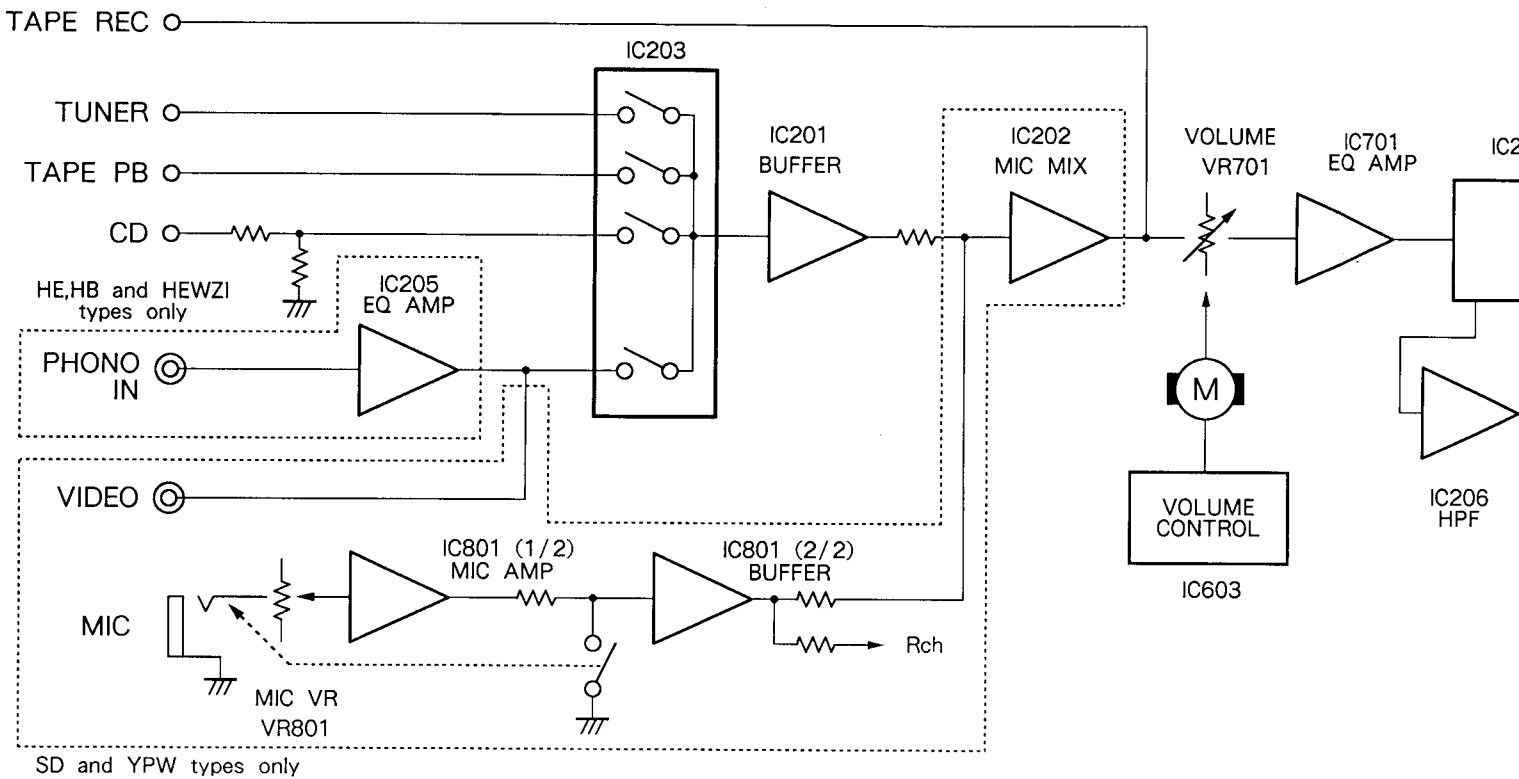 TAPE REC
IC203
TUNER
IC201
BUFFER
IC202
MIC MIX
VOLUME
VR701
IC701
EQ AMP
IC2
TAPE PB
CD
HE,HB and HEWZI
types only
IC205
EQ AMP
PHONO
IN
M
VIDEO
VOLUME
CONTROL
IC603
IC206
HPF
IC801 (1/2)
MIC AMP
IC801 (2/2)
BUFFER
MIC
Rch
MIC VR
VR801
SD and YPW types only